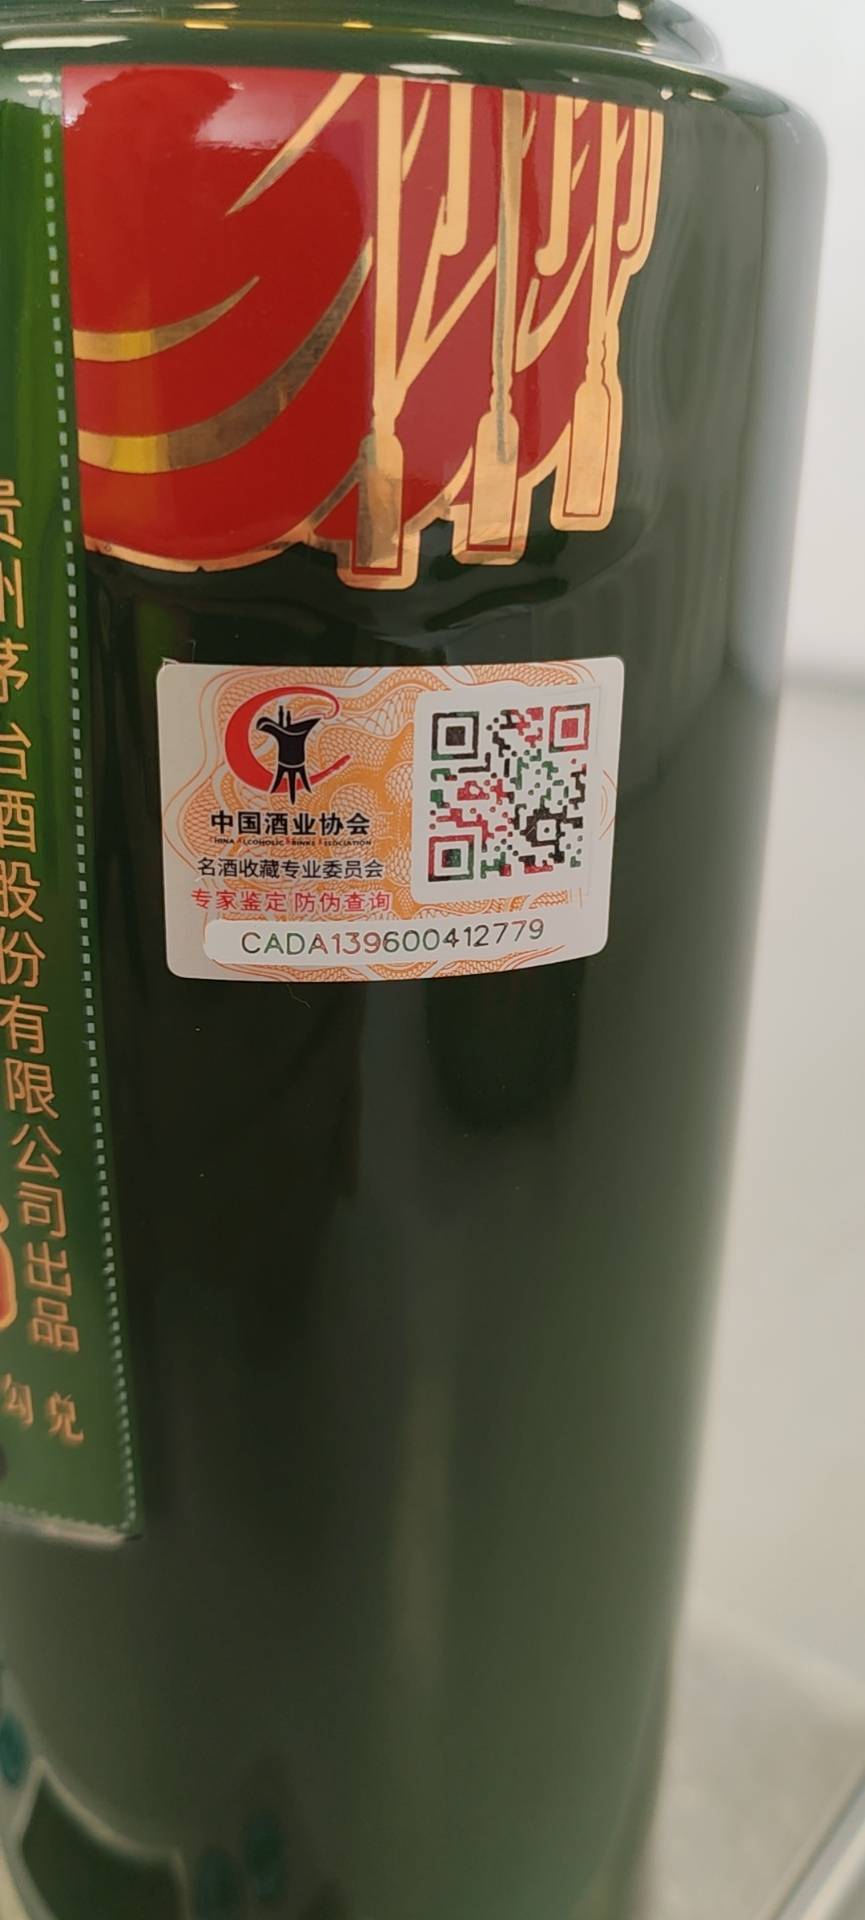 贵州茅台酒股份有限公司出品
勾兑
中国酒业协会
CHINA ALCOHOLIC DRINKS ASSOCIATION
名酒收藏专业委员会
专家鉴定 防伪查询
CADA139600412779